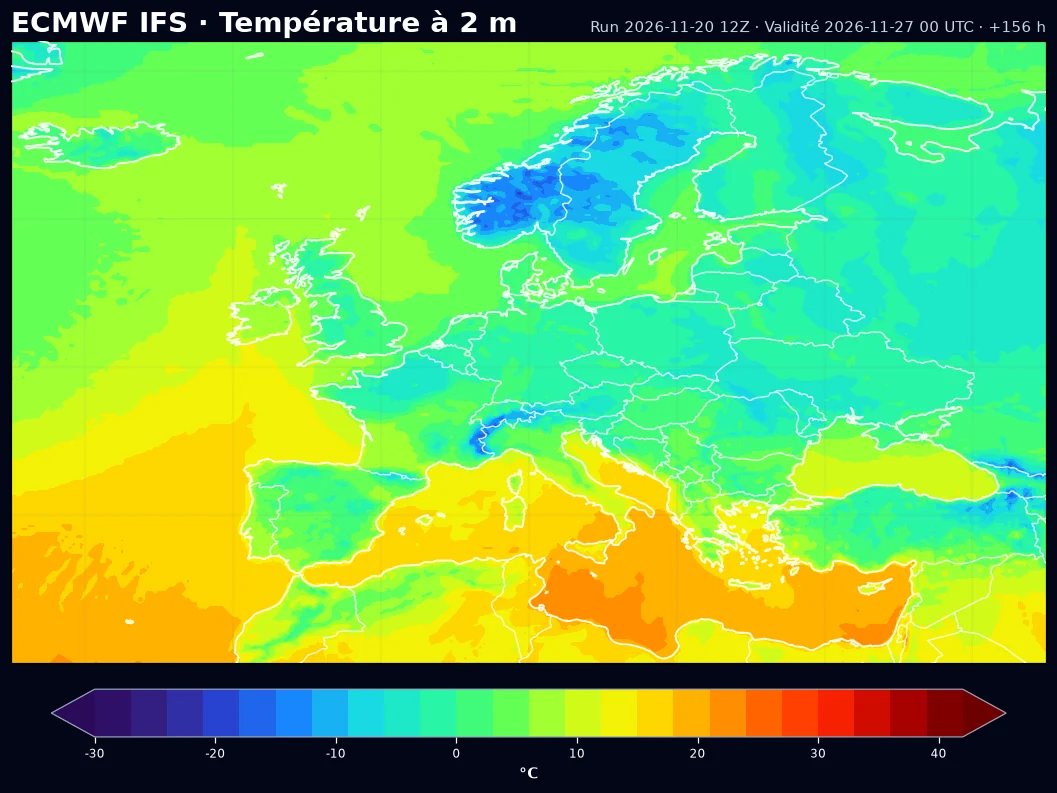 ECMWF IFS · Température à 2 m
Run 2026-11-20 12Z · Validité 2026-11-27 00 UTC · +156 h
-30 -20 -10 0 10 20 30 40
°C